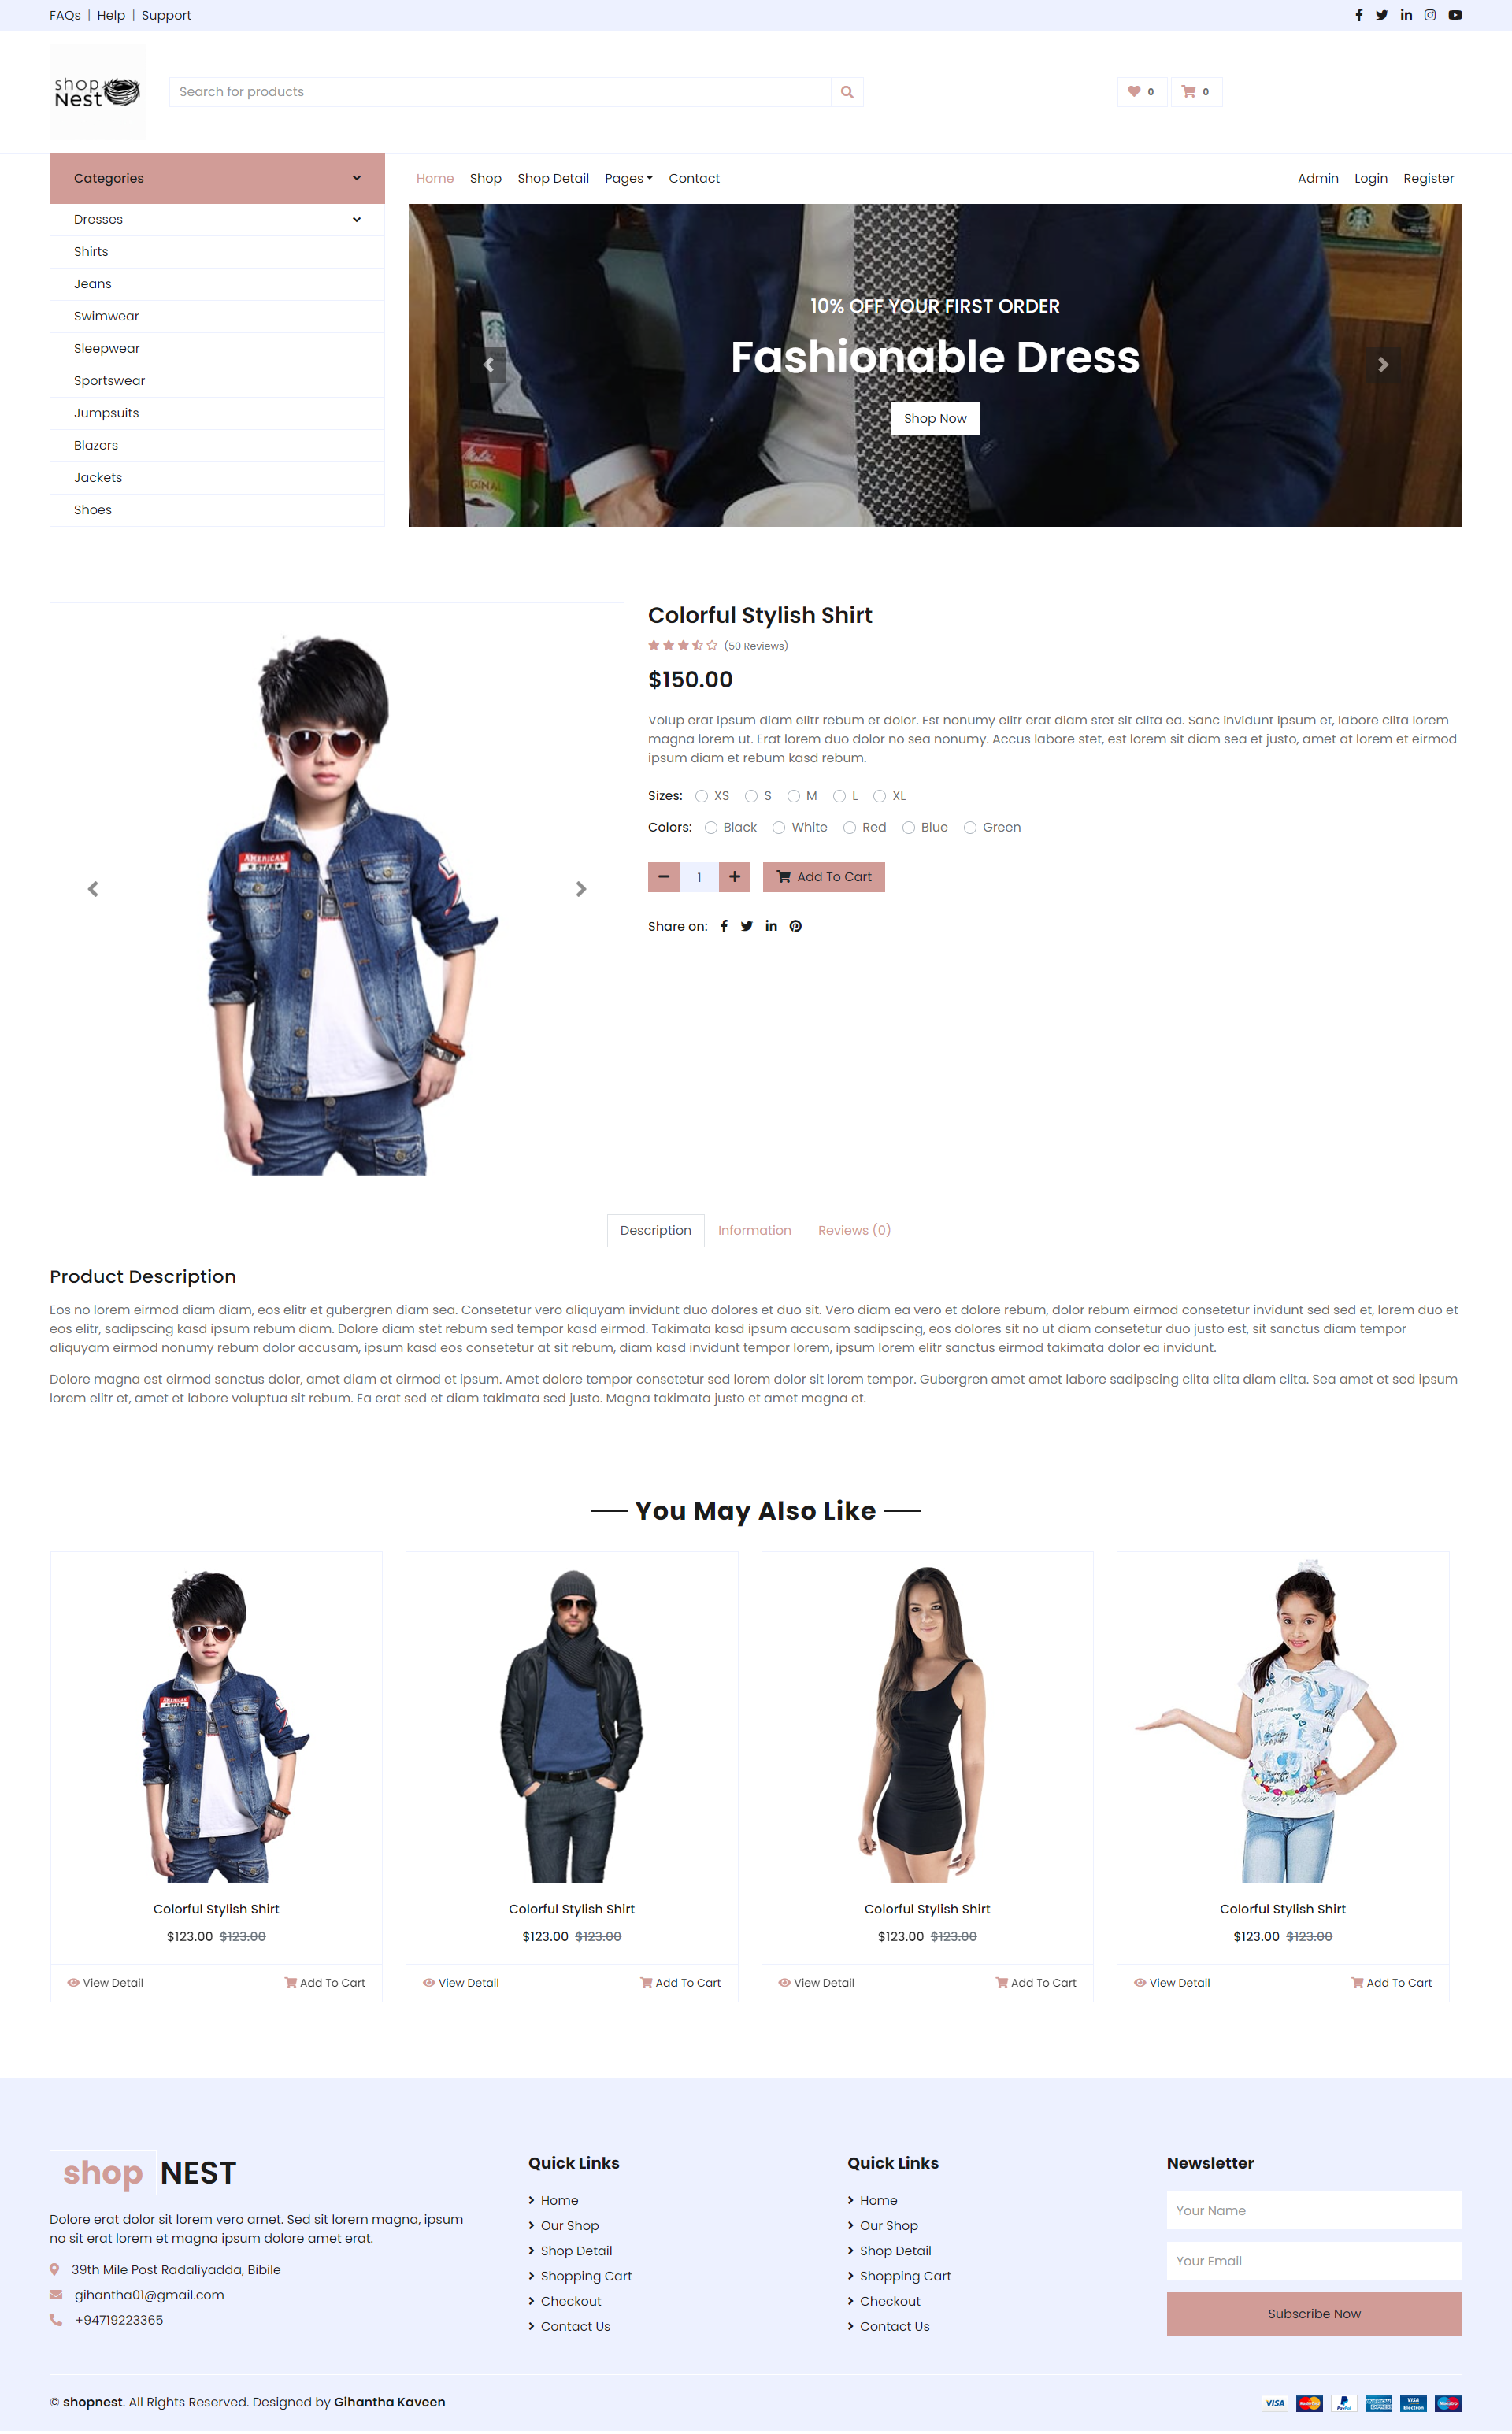 FAQs | Help | Support
shop
Nest
Search for products
0
0
Categories
Home Shop Shop Detail Pages Contact
Admin Login Register
Dresses
Shirts
Jeans
Swimwear
Sleepwear
Sportswear
Jumpsuits
Blazers
Jackets
Shoes
10% OFF YOUR FIRST ORDER
Fashionable Dress
Shop Now
Melitta
Colorful Stylish Shirt
(50 Reviews)
$150.00
Volup erat ipsum diam elitr rebum et dolor. Est nonumy elitr erat diam stet sit clita ea. Sanc invidunt ipsum et, labore clita lorem
magna lorem ut. Erat lorem duo dolor no sea nonumy. Accus labore stet, est lorem sit diam sea et justo, amet at lorem et eirmod
ipsum diam et rebum kasd rebum.
Sizes: XS S M L XL
Colors: Black White Red Blue Green
1
Add To Cart
Share on:
AMERICAN
STAR
Description Information Reviews (0)
Product Description
Eos no lorem eirmod diam diam, eos elitr et gubergren diam sea. Consetetur vero aliquyam invidunt duo dolores et duo sit. Vero diam ea vero et dolore rebum, dolor rebum eirmod consetetur invidunt sed sed et, lorem duo et
eos elitr, sadipscing kasd ipsum rebum diam. Dolore diam stet rebum sed tempor kasd eirmod. Takimata kasd ipsum accusam sadipscing, eos dolores sit no ut diam consetetur duo justo est, sit sanctus diam tempor
aliquyam eirmod nonumy rebum dolor accusam, ipsum kasd eos consetetur at sit rebum, diam kasd invidunt tempor lorem, ipsum lorem elitr sanctus eirmod takimata dolor ea invidunt.
Dolore magna est eirmod sanctus dolor, amet diam et eirmod et ipsum. Amet dolore tempor consetetur sed lorem dolor sit lorem tempor. Gubergren amet amet labore sadipscing clita clita diam clita. Sea amet et sed ipsum
lorem elitr et, amet et labore voluptua sit rebum. Ea erat sed et diam takimata sed justo. Magna takimata justo et amet magna et.
You May Also Like
Colorful Stylish Shirt
$123.00 $123.00
View Detail Add To Cart
Colorful Stylish Shirt
$123.00 $123.00
View Detail Add To Cart
Colorful Stylish Shirt
$123.00 $123.00
View Detail Add To Cart
Colorful Stylish Shirt
$123.00 $123.00
View Detail Add To Cart
shop NEST
Dolore erat dolor sit lorem vero amet. Sed sit lorem magna, ipsum
no sit erat lorem et magna ipsum dolore amet erat.
39th Mile Post Radaliyadda, Bibile
gihantha01@gmail.com
+94719223365
Quick Links
Home
Our Shop
Shop Detail
Shopping Cart
Checkout
Contact Us
Quick Links
Home
Our Shop
Shop Detail
Shopping Cart
Checkout
Contact Us
Newsletter
Your Name
Your Email
Subscribe Now
© shopnest. All Rights Reserved. Designed by Gihantha Kaveen
VISA MasterCard PayPal AMERICAN EXPRESS VISA Electron Maestro